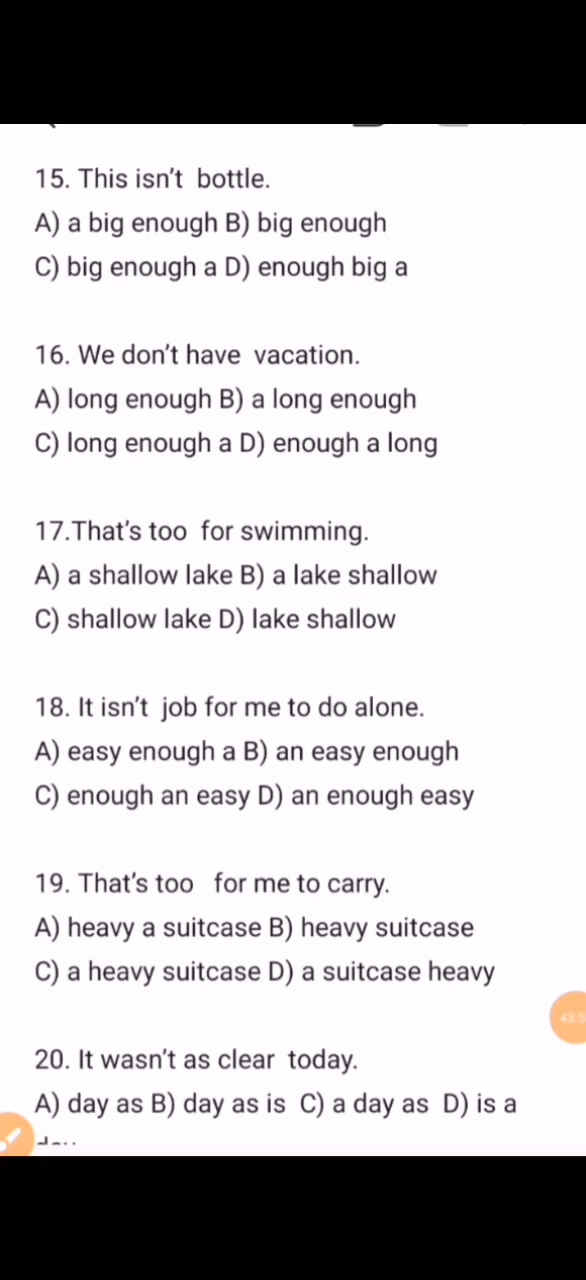 15. This isn't  bottle.
A) a big enough B) big enough
C) big enough a D) enough big a
16. We don't have  vacation.
A) long enough B) a long enough
C) long enough a D) enough a long
17.That's too  for swimming.
A) a shallow lake B) a lake shallow
C) shallow lake D) lake shallow
18. It isn't  job for me to do alone.
A) easy enough a B) an easy enough
C) enough an easy D) an enough easy
19. That's too   for me to carry.
A) heavy a suitcase B) heavy suitcase
C) a heavy suitcase D) a suitcase heavy
43:5
20. It wasn't as clear  today.
A) day as B) day as is  C) a day as  D) is a